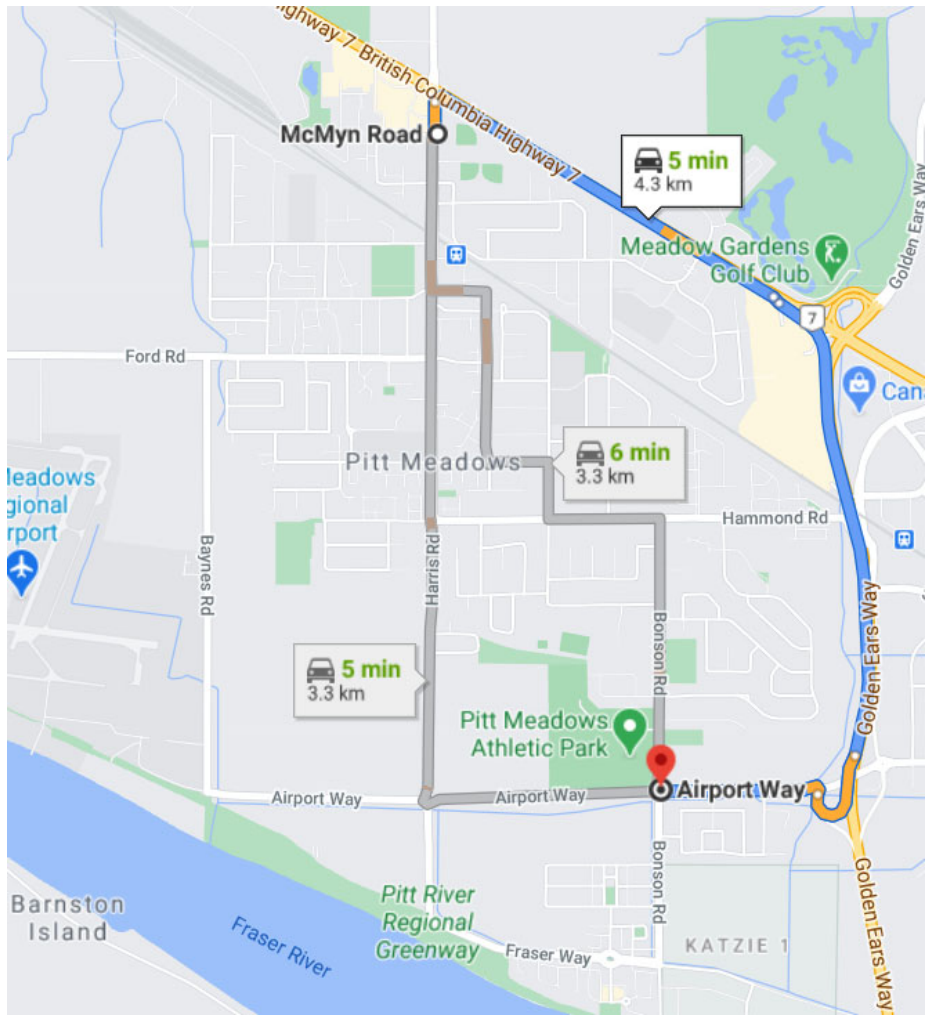 ighway 7
British Columbia Highway 7
McMyn Road
5 min
4.3 km
Meadow Gardens
Golf Club
Golden Ears Way
7
Ford Rd
Cana
Pitt Meadows
6 min
3.3 km
Meadows
gional
rport
Hammond Rd
Baynes Rd
Harris Rd
Bonson Rd
Golden Ears Way
5 min
3.3 km
Pitt Meadows
Athletic Park
Airport Way
Airport Way
Airport Way
Bonson Rd
Golden Ears Way
Pitt River
Regional
Greenway
Barnston
Island
Fraser River
Fraser Way
KATZIE 1